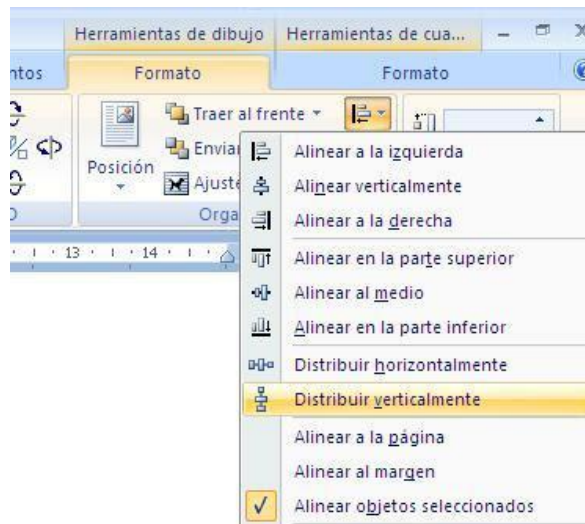 Herramientas de dibujo Herramientas de cua...
ntos Formato Formato
Traer al frente
Enviar
Posición
Ajuste
Orga
13 14
Alinear a la izquierda
Alinear verticalmente
Alinear a la derecha
Alinear en la parte superior
Alinear al medio
Alinear en la parte inferior
Distribuir horizontalmente
Distribuir verticalmente
Alinear a la página
Alinear al margen
Alinear objetos seleccionados